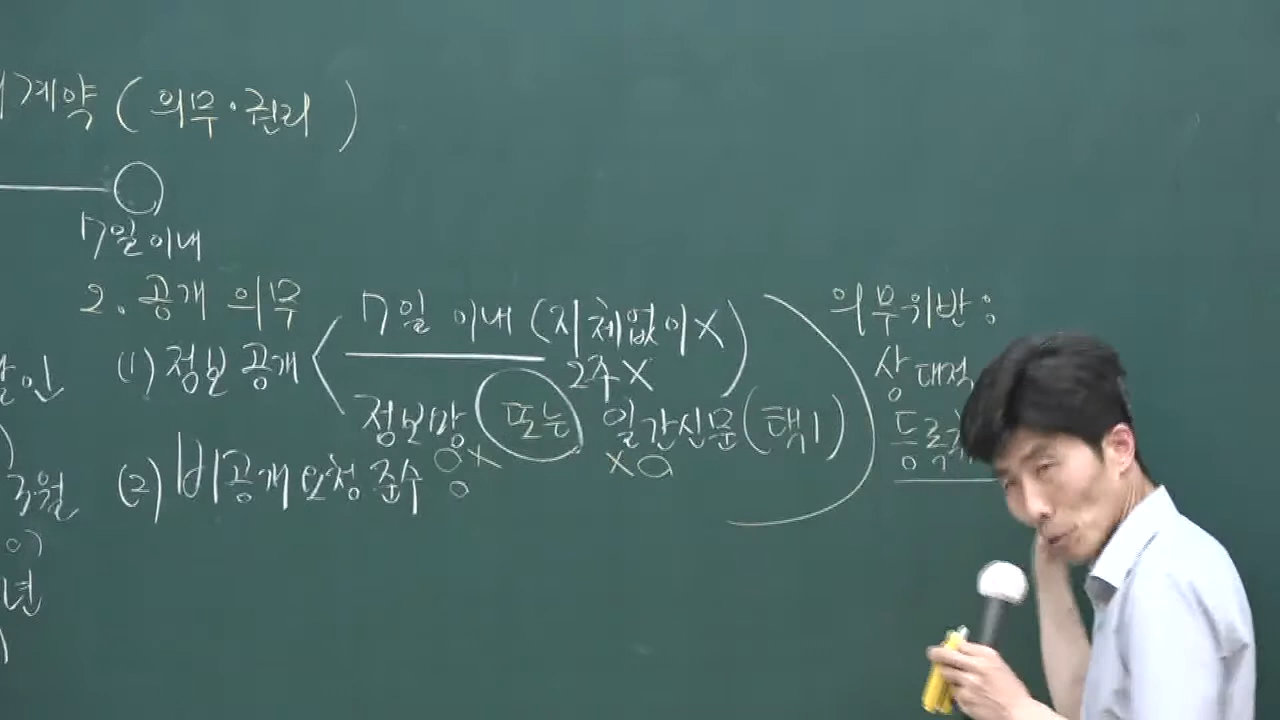 계약 ( 의무·권리 )
7일 이내
2. 공개 의무
(1) 정보 공개
7일 이내 (지체없이X
2주X )
정보망 또는 일간신문 (택1)
O X
X O
O
(2) 비공개 요청 준수
의무위반 :
상대적
등록
3월
년